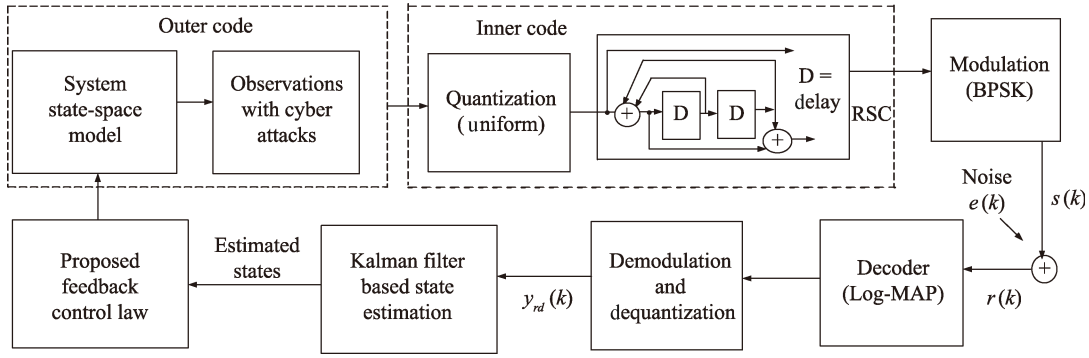 Outer code
System
state-space
model
Observations
with cyber
attacks
Inner code
Quantization
(uniform)
D =
delay
+
D
D
+
RSC
Modulation
(BPSK)
Noise
e(k)
s(k)
+
r(k)
Decoder
(Log-MAP)
Demodulation
and
dequantization
y_rd(k)
Kalman filter
based state
estimation
Estimated
states
Proposed
feedback
control law